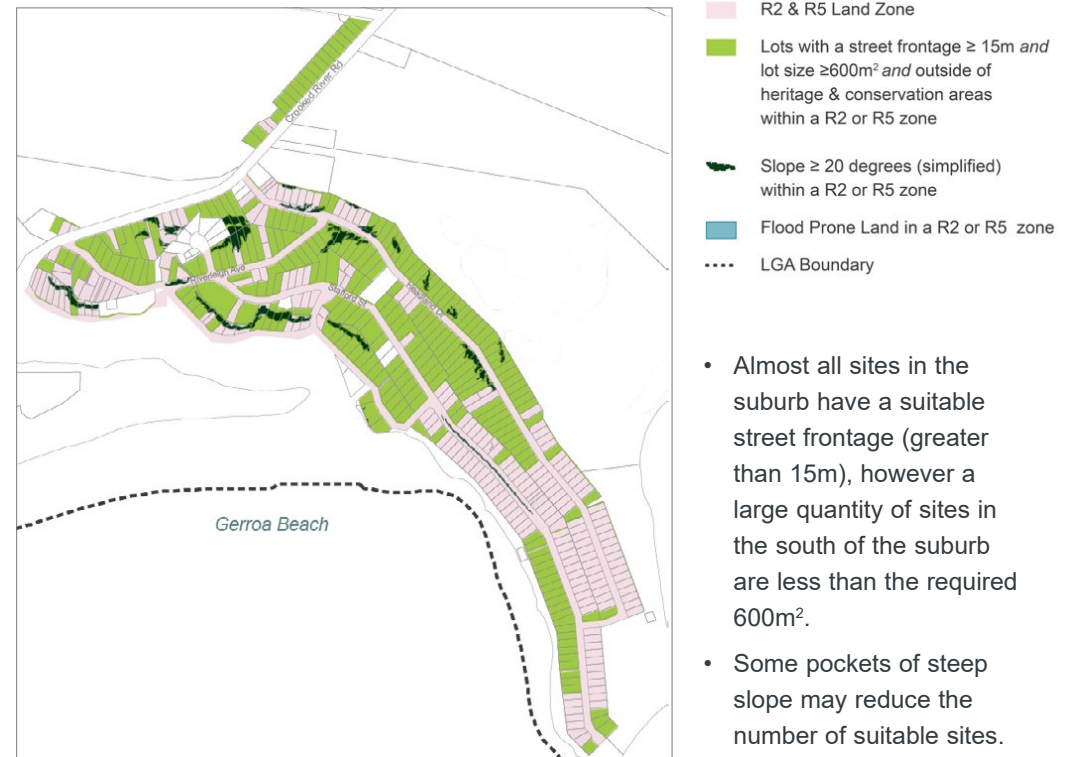 R2 & R5 Land Zone
Lots with a street frontage ≥ 15m and
lot size ≥600m² and outside of
heritage & conservation areas
within a R2 or R5 zone
Slope ≥ 20 degrees (simplified)
within a R2 or R5 zone
Flood Prone Land in a R2 or R5 zone
LGA Boundary
Crooked River Rd
Riverleigh Ave
Stafford St
Headland Dr
Gerroa Beach
• Almost all sites in the
suburb have a suitable
street frontage (greater
than 15m), however a
large quantity of sites in
the south of the suburb
are less than the required
600m².
• Some pockets of steep
slope may reduce the
number of suitable sites.